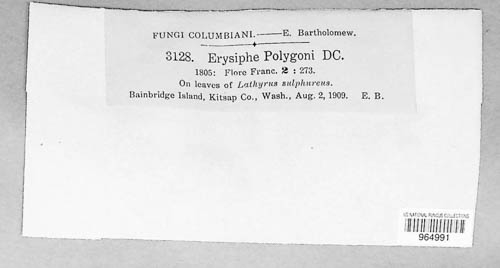 FUNGI COLUMBIANI.——E. Bartholomew.
3128. Erysiphe Polygoni DC.
1805: Flore Franc. 2 : 273.
On leaves of Lathyrus sulphureus.
Bainbridge Island, Kitsap Co., Wash., Aug. 2, 1909. E. B.
US NATIONAL FUNGUS COLLECTIONS
964991